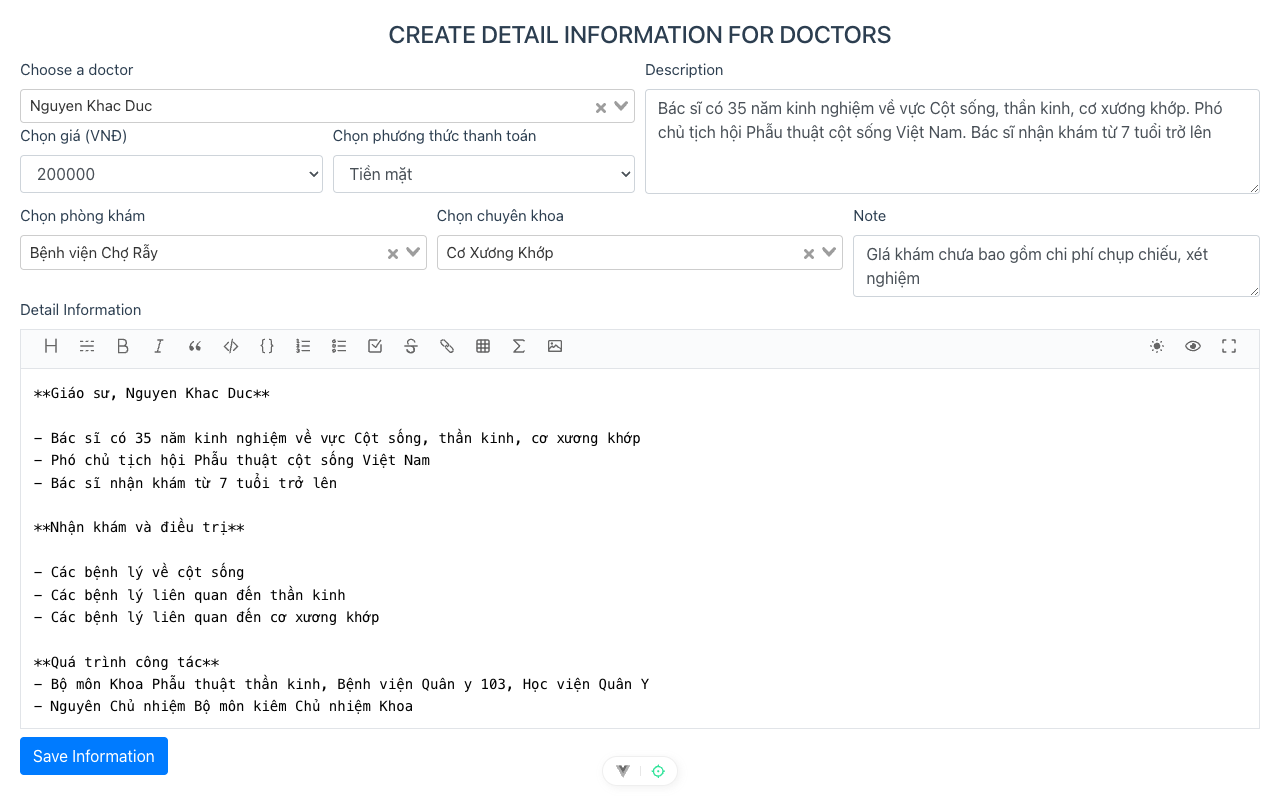 CREATE DETAIL INFORMATION FOR DOCTORS
Choose a doctor
Nguyen Khac Duc
Description
Bác sĩ có 35 năm kinh nghiệm về vực Cột sống, thần kinh, cơ xương khớp. Phó
chủ tịch hội Phẫu thuật cột sống Việt Nam. Bác sĩ nhận khám từ 7 tuổi trở lên
Chọn giá (VNĐ)
200000
Chọn phương thức thanh toán
Tiền mặt
Chọn phòng khám
Bệnh viện Chợ Rẫy
Chọn chuyên khoa
Cơ Xương Khớp
Note
GIá khám chưa bao gồm chi phí chụp chiếu, xét
nghiệm
Detail Information
**Giáo sư, Nguyen Khac Duc**
- Bác sĩ có 35 năm kinh nghiệm về vực Cột sống, thần kinh, cơ xương khớp
- Phó chủ tịch hội Phẫu thuật cột sống Việt Nam
- Bác sĩ nhận khám từ 7 tuổi trở lên
**Nhận khám và điều trị**
- Các bệnh lý về cột sống
- Các bệnh lý liên quan đến thần kinh
- Các bệnh lý liên quan đến cơ xương khớp
**Quá trình công tác**
- Bộ môn Khoa Phẫu thuật thần kinh, Bệnh viện Quân y 103, Học viện Quân Y
- Nguyên Chủ nhiệm Bộ môn kiêm Chủ nhiệm Khoa
Save Information